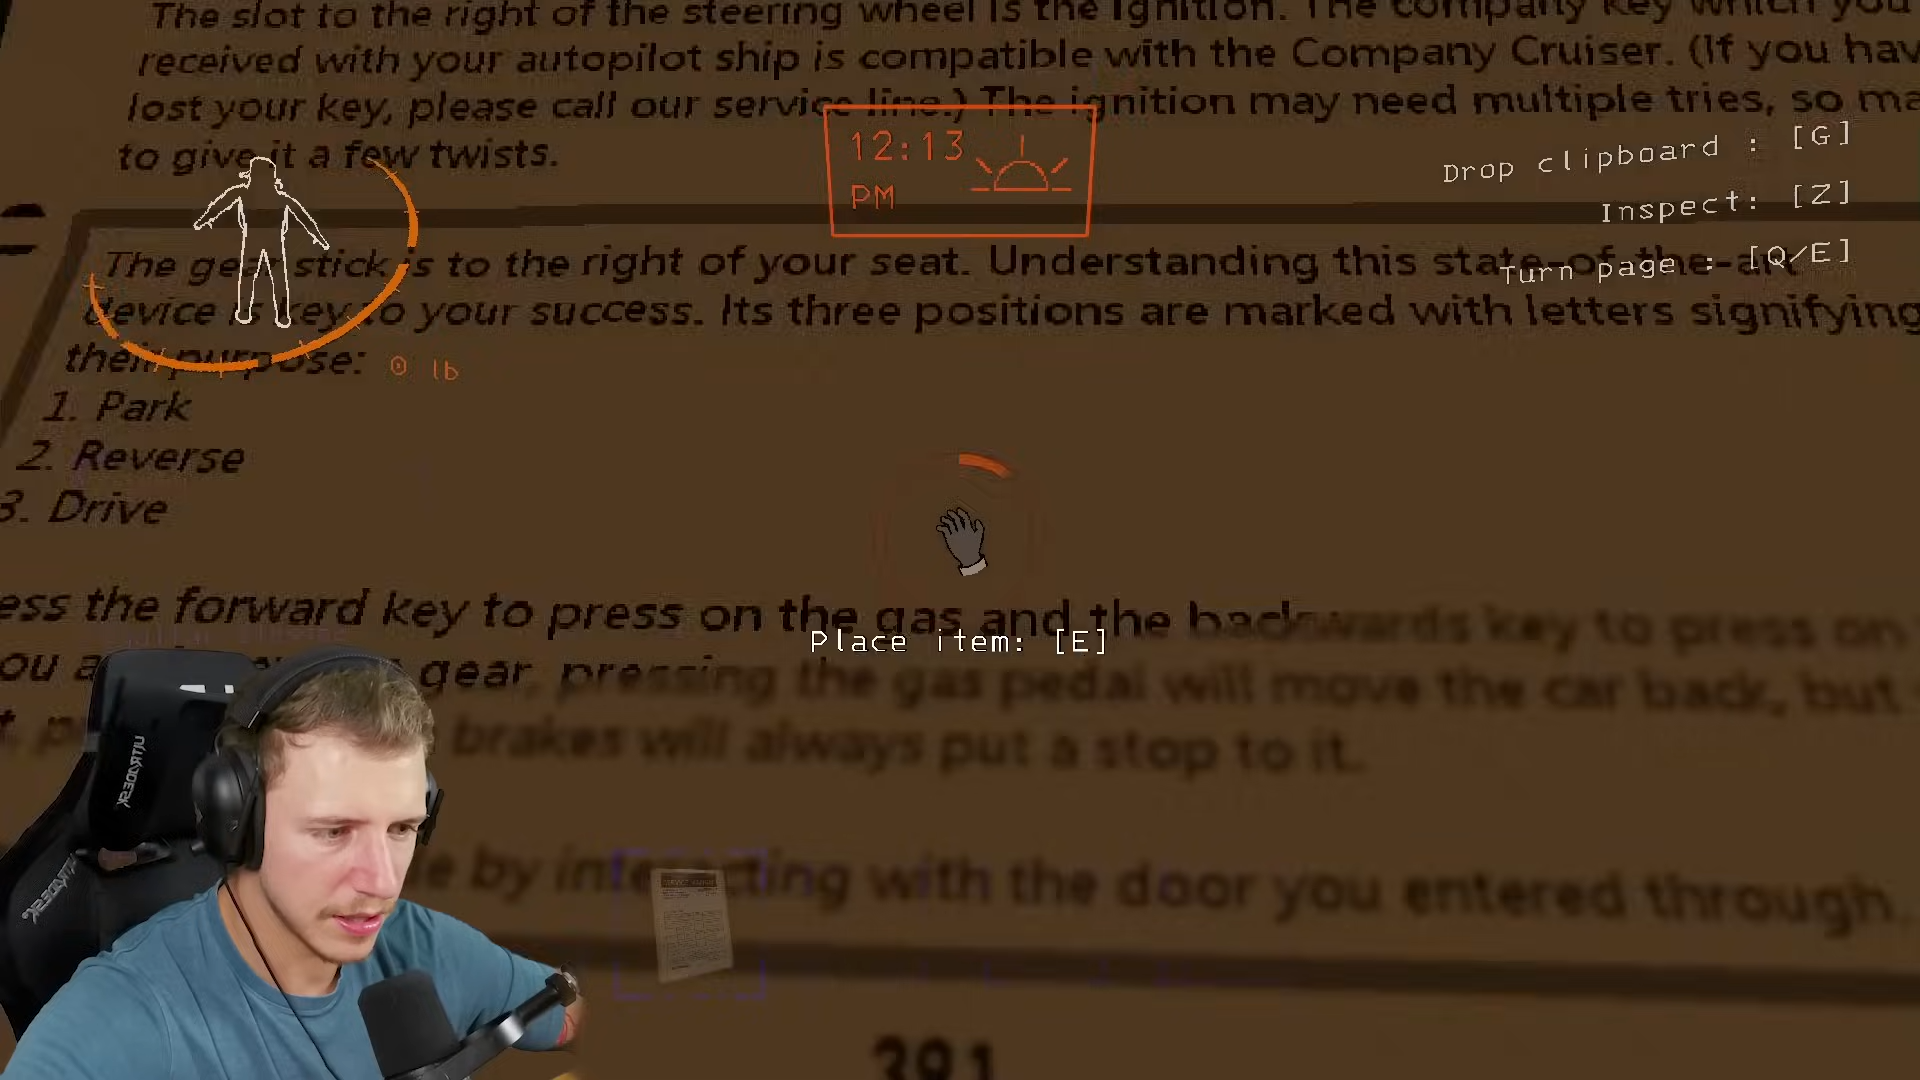 The slot to the right of the steering wheel is the ignition. The company key which you
received with your autopilot ship is compatible with the Company Cruiser. (If you hav
lost your key, please call our service line.) The ignition may need multiple tries, so ma
to give it a few twists.
12:13
PM
Drop clipboard : [G]
Inspect: [Z]
Turn page : [Q/E]
The gear stick is to the right of your seat. Understanding this state-of-the-art
device is key to your success. Its three positions are marked with letters signifying
their purpose:
0 lb
1. Park
2. Reverse
3. Drive
ess the forward key to press on the gas and the backwards key to press on
Place item: [E]
ou a gear, pressing the gas pedal will move the car back, but
brakes will always put a stop to it.
by interacting with the door you entered through.
391
ULTRADESK
ULTRADESK